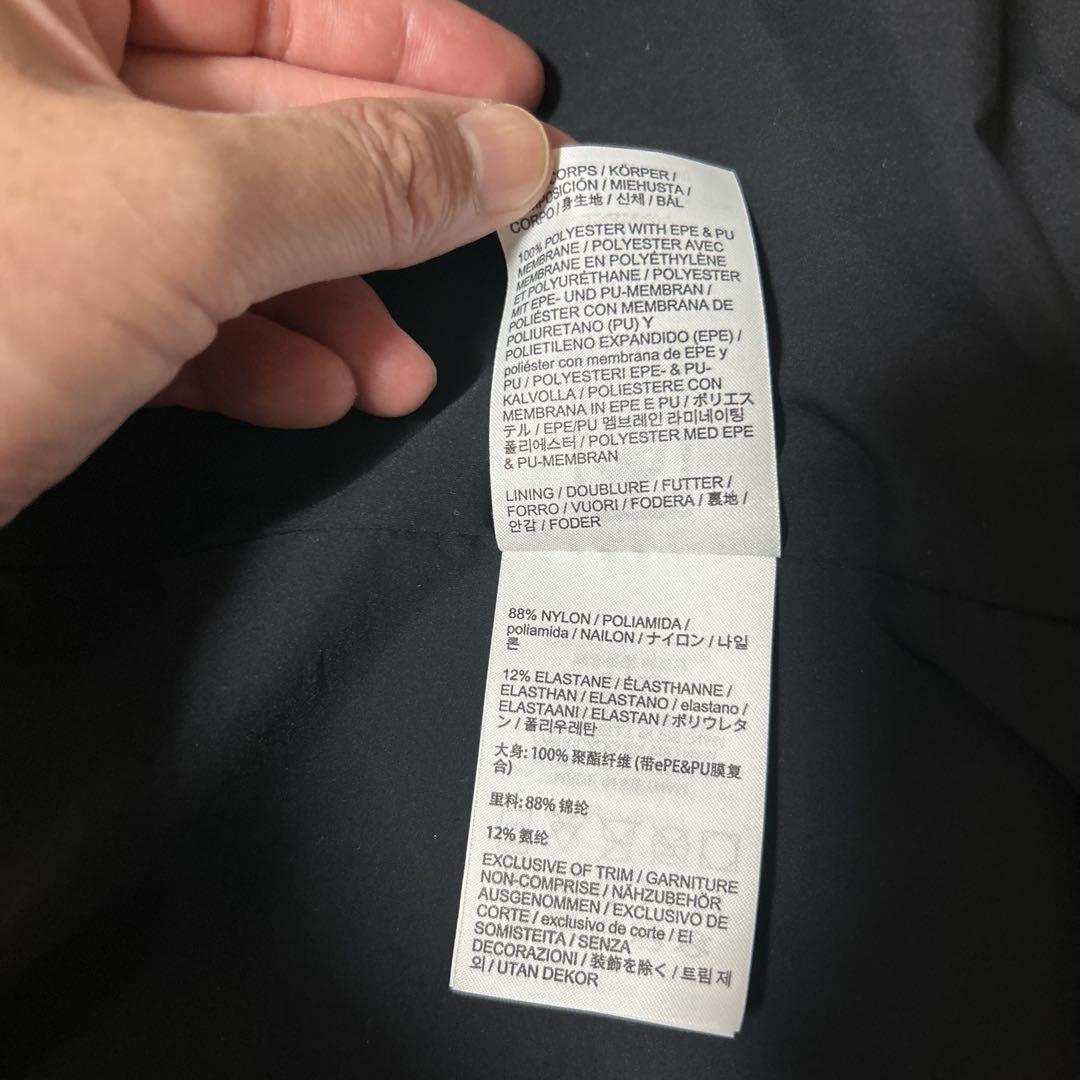 CORPS / KÖRPER /
MIEHUSTA /
CORPO / 身生地 / 신체 / BÅL
100% POLYESTER WITH EPE & PU
MEMBRANE / POLYESTER AVEC
MEMBRANE EN POLYÉTHYLÈNE
ET POLYURÉTHANE / POLYESTER
MIT EPE- UND PU-MEMBRAN /
POLIÉSTER CON MEMBRANA DE
POLIURETANO (PU) Y
POLIETILENO EXPANDIDO (EPE) /
poliéster con membrana de EPE y
PU / POLYESTERI EPE- & PU-
KALVOLLA / POLIESTERE CON
MEMBRANA IN EPE E PU / ポリエス
テル / EPE/PU 멤브레인 라미네이팅
폴리에스터 / POLYESTER MED EPE
& PU-MEMBRAN
LINING / DOUBLURE / FUTTER /
FORRO / VUORI / FODERA / 裏地 /
안감 / FODER
88% NYLON / POLIAMIDA /
poliamida / NAILON / ナイロン / 나일
론
12% ELASTANE / ÉLASTHANNE /
ELASTHAN / ELASTANO / elastano /
ELASTAANI / ELASTAN / ポリウレタ
ン / 폴리우레탄
大身: 100% 聚酯纤维 (带ePE&PU膜复
合)
里料: 88% 锦纶
12% 氨纶
EXCLUSIVE OF TRIM / GARNITURE
NON-COMPRISE / NÄHZUBEHÖR
AUSGENOMMEN / EXCLUSIVO DE
CORTE / exclusivo de corte / EI
SOMISTEITA / SENZA
DECORAZIONI / 装飾を除く / 트림 제
외 / UTAN DEKOR